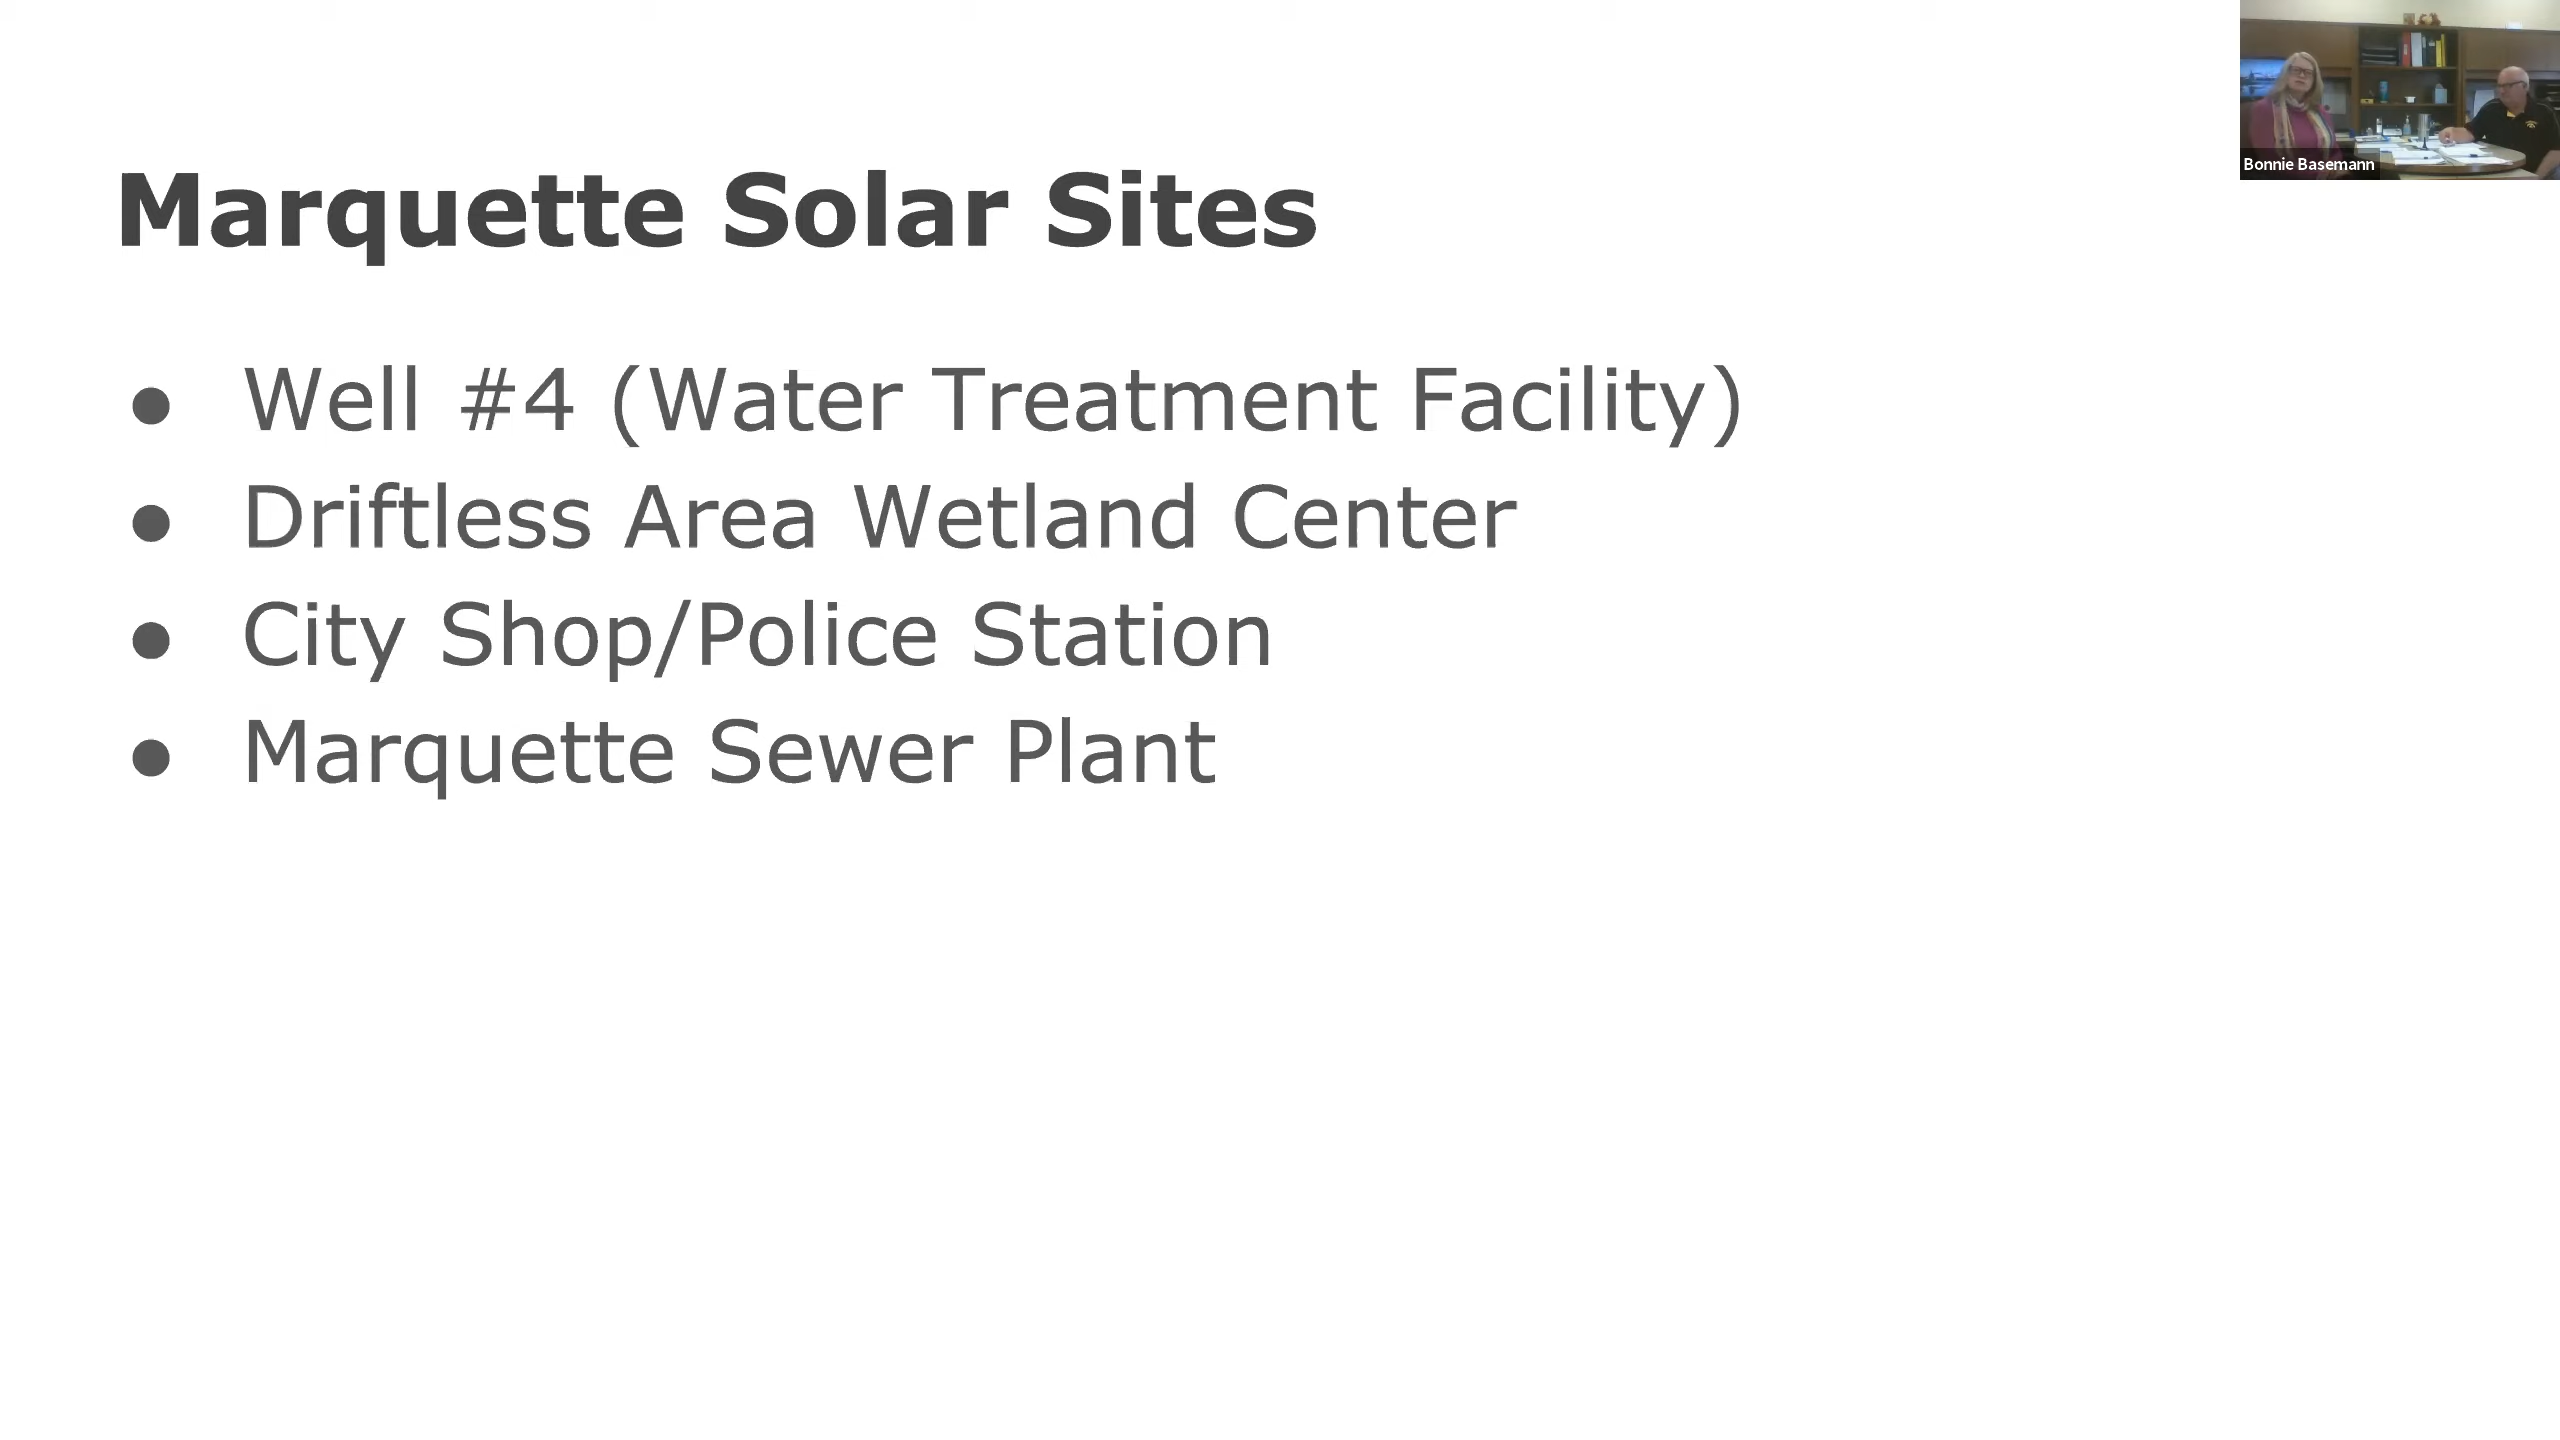 Marquette Solar Sites
● Well #4 (Water Treatment Facility)
● Driftless Area Wetland Center
● City Shop/Police Station
● Marquette Sewer Plant
Bonnie Basemann